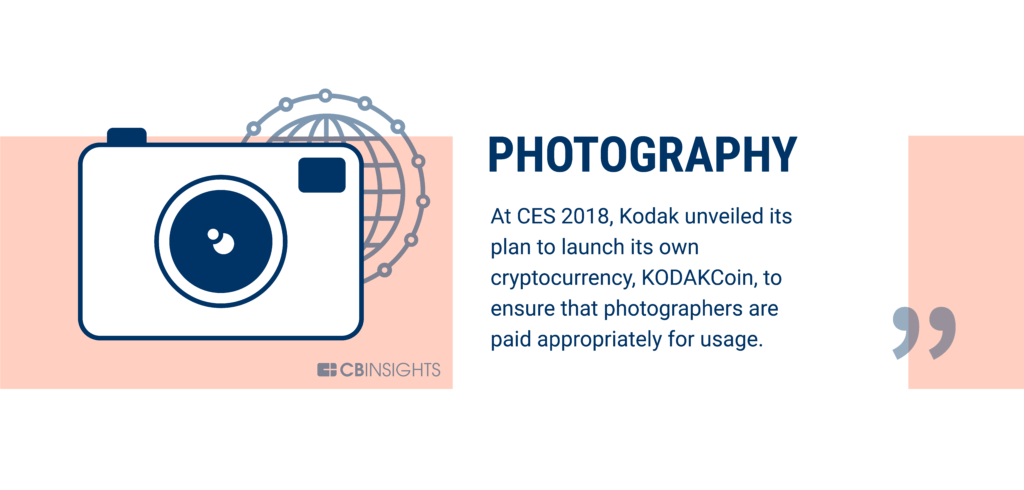 PHOTOGRAPHY
At CES 2018, Kodak unveiled its
plan to launch its own
cryptocurrency, KODAKCoin, to
ensure that photographers are
paid appropriately for usage.
”
CBINSIGHTS